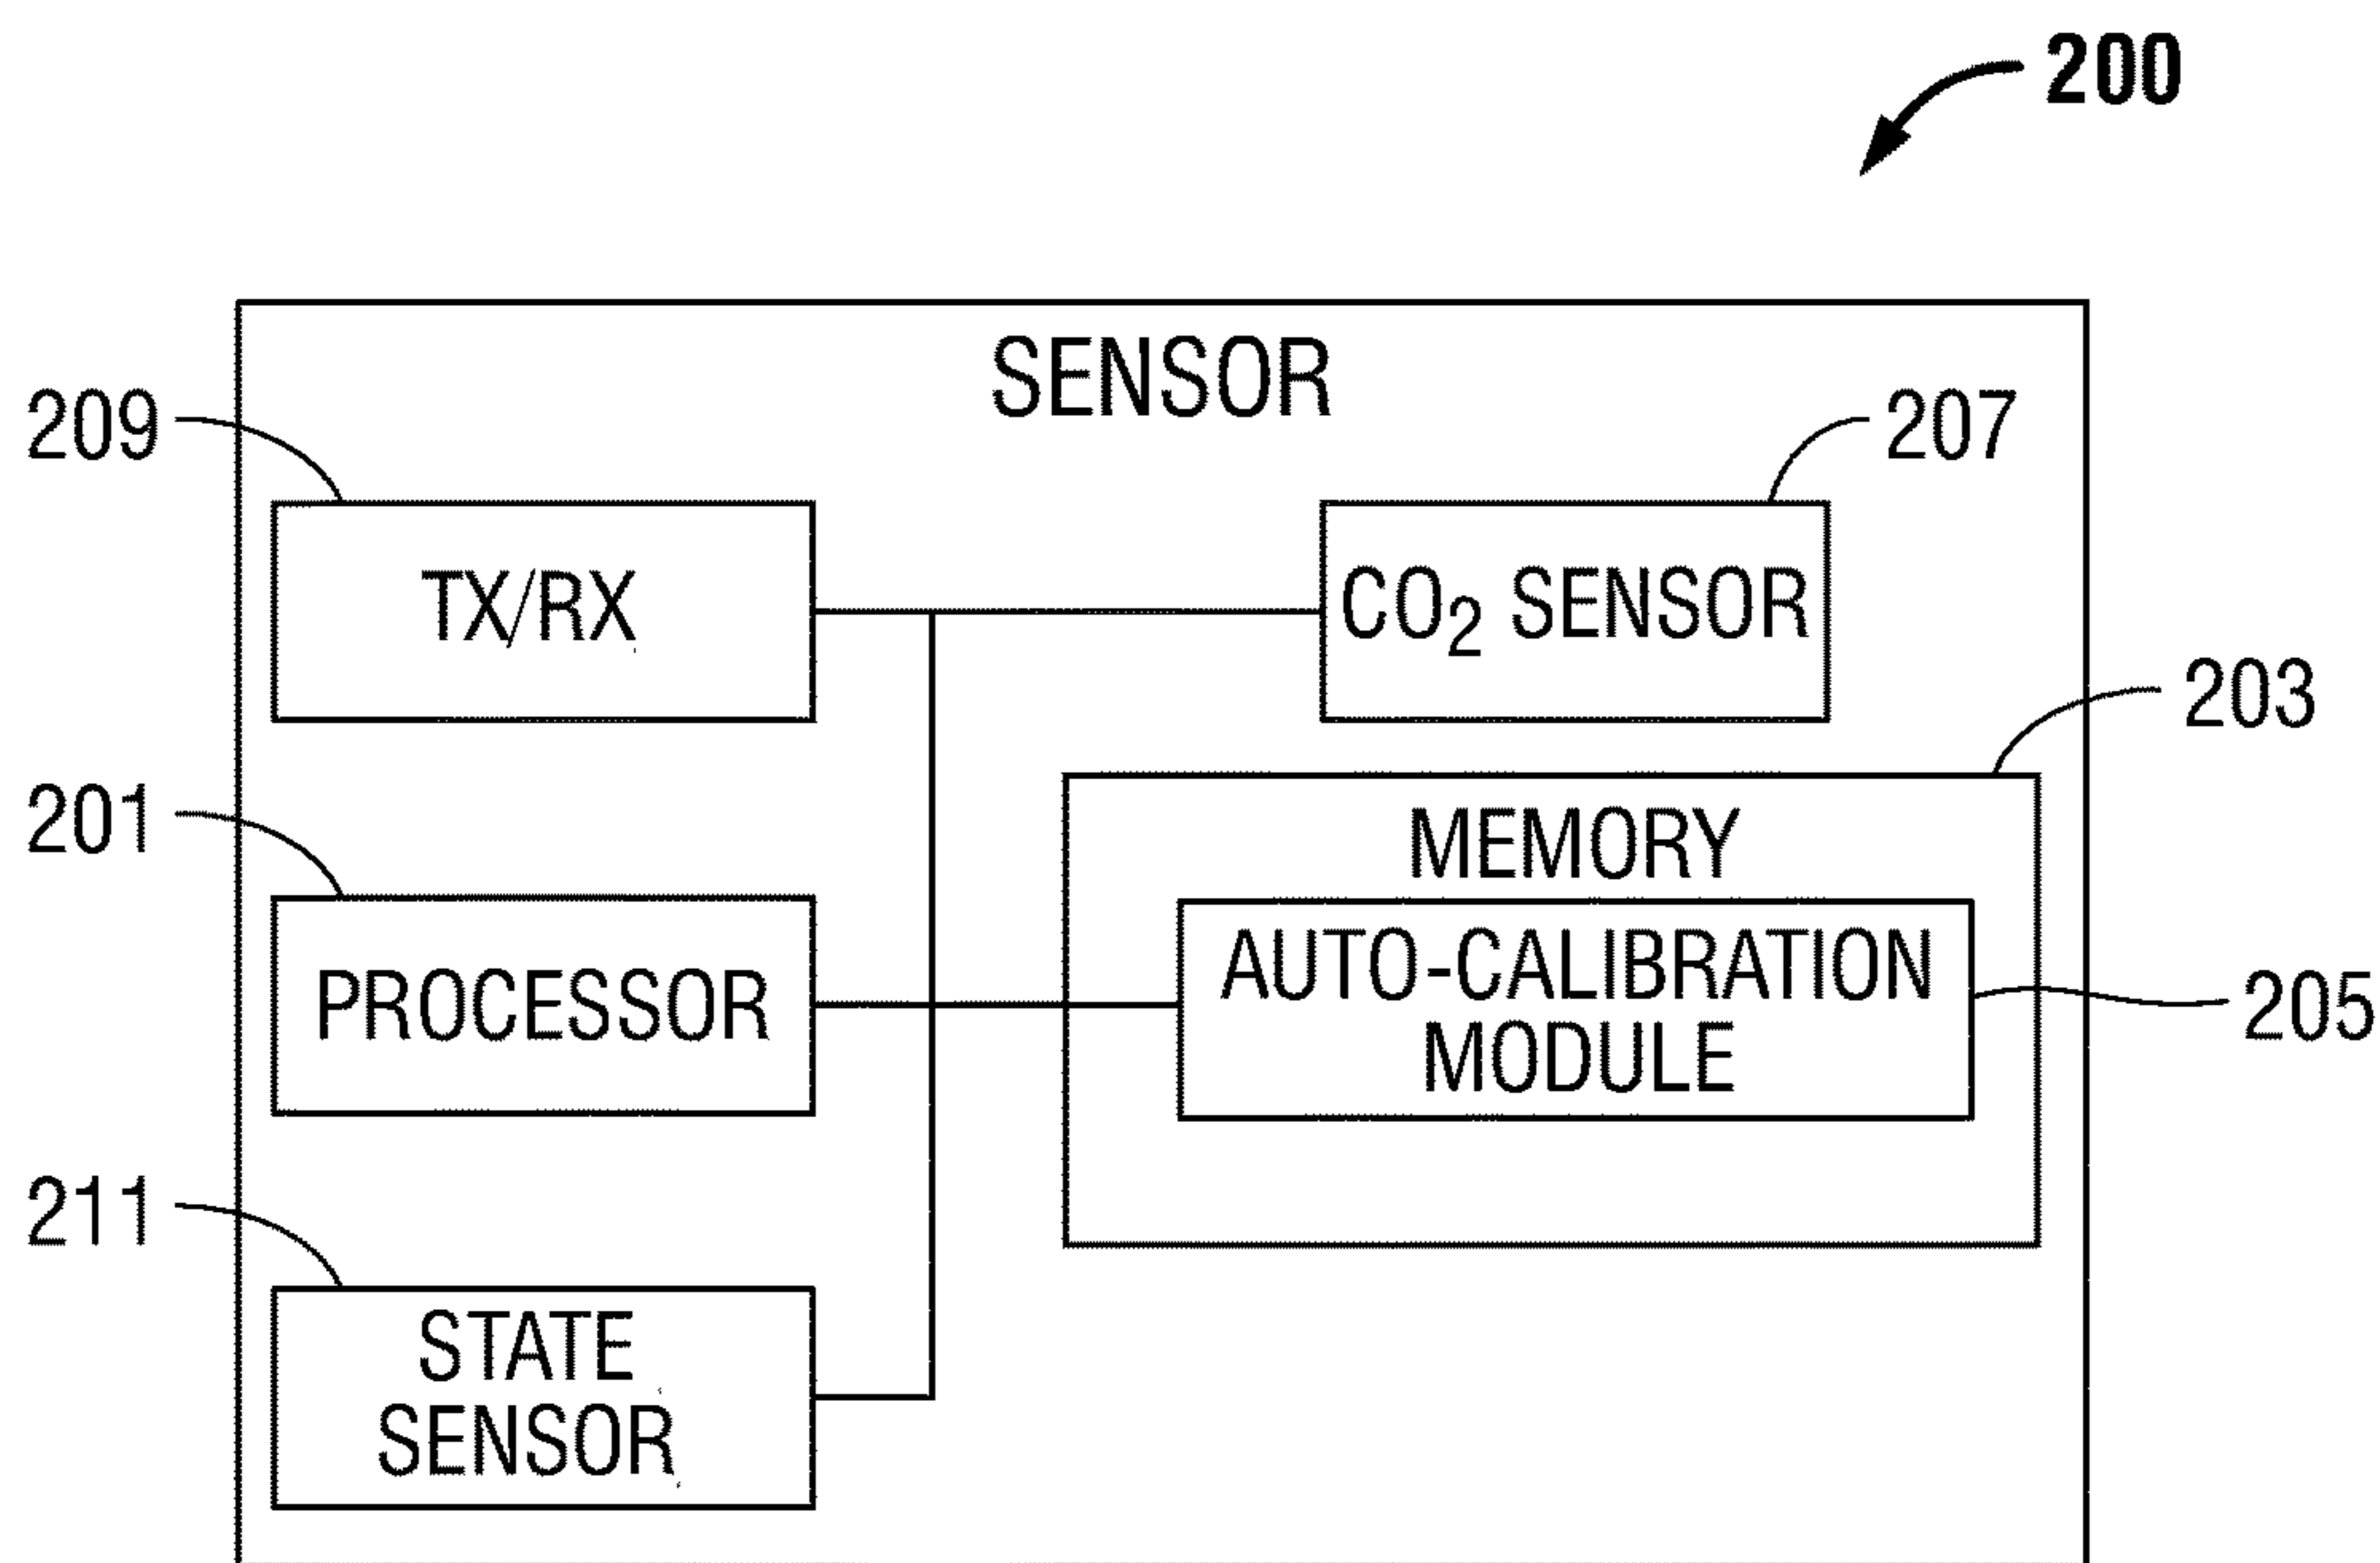 200
SENSOR
209
207
TX/RX
CO₂ SENSOR
203
201
MEMORY
PROCESSOR
AUTO-CALIBRATION
MODULE
205
211
STATE
SENSOR